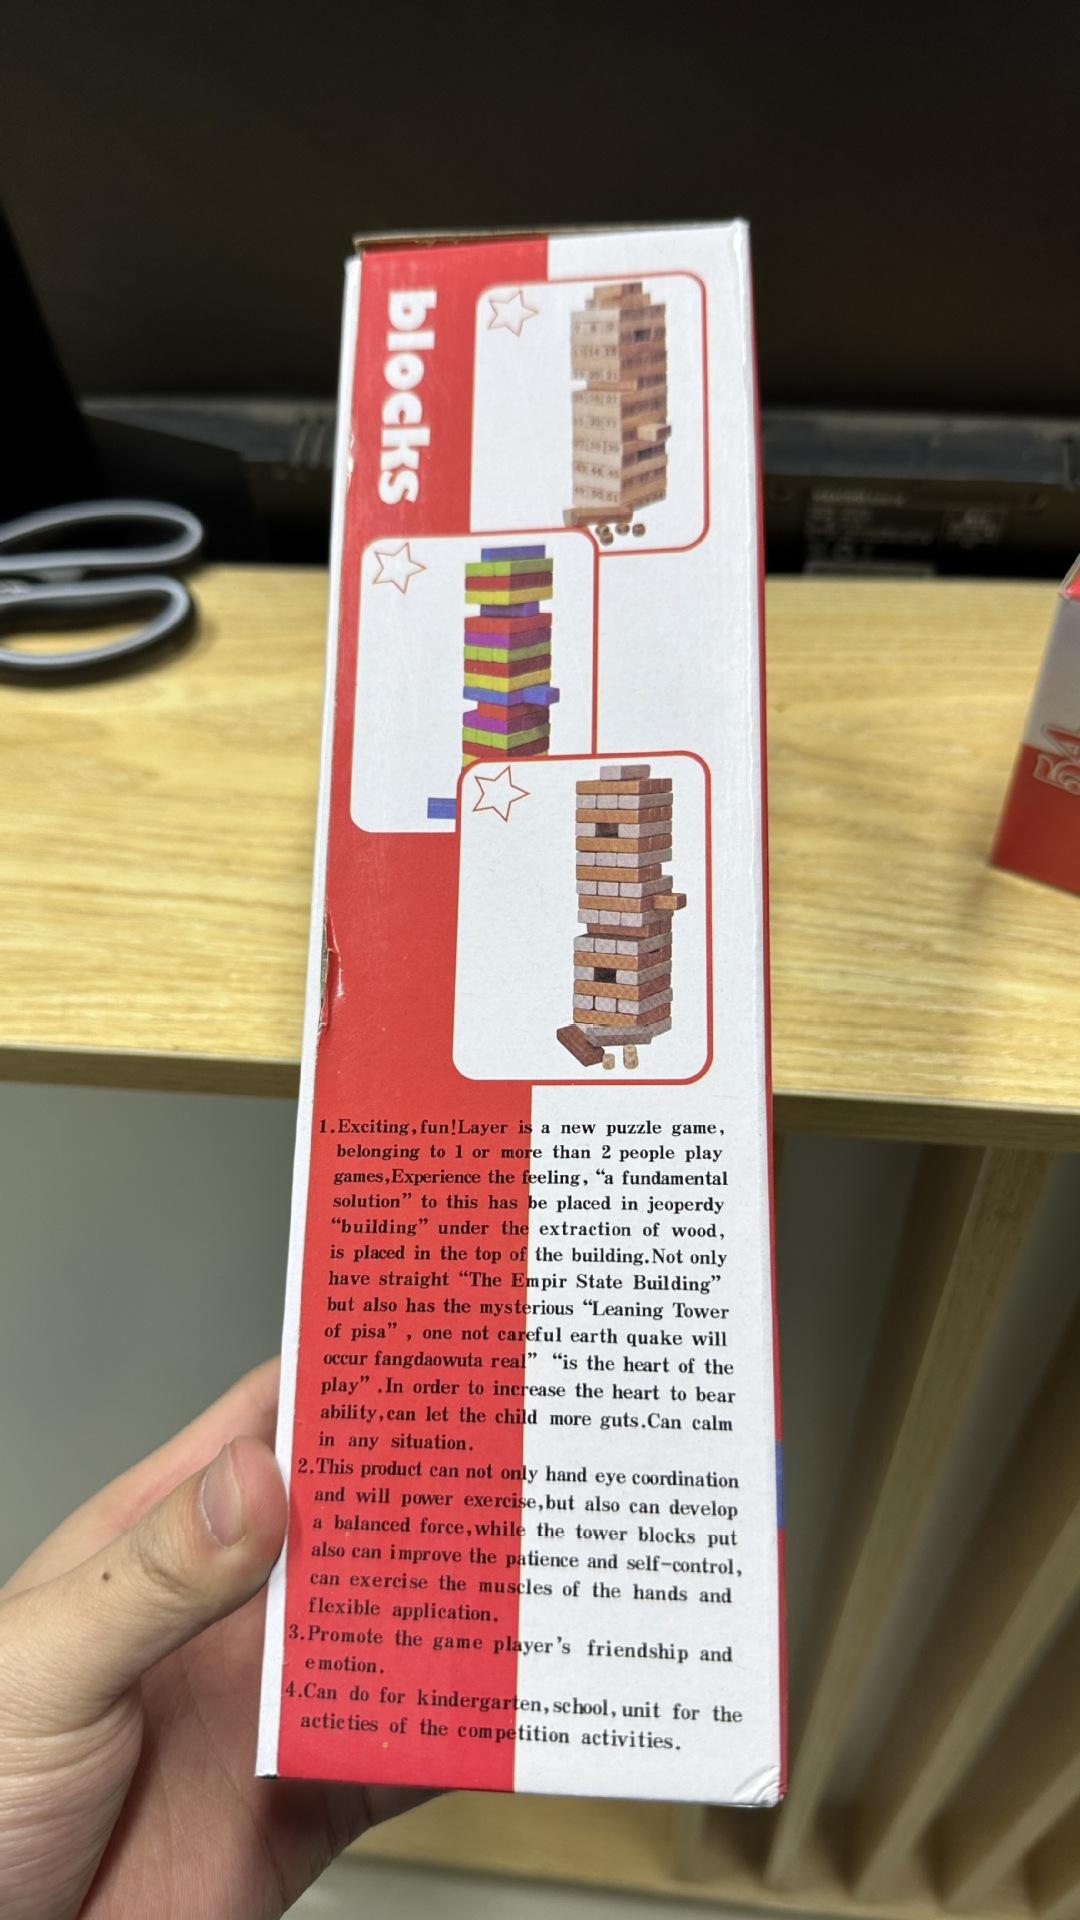 blocks
1.Exciting,fun!Layer is a new puzzle game,
belonging to 1 or more than 2 people play
games,Experience the feeling, “a fundamental
solution” to this has be placed in jeoperdy
“building” under the extraction of wood,
is placed in the top of the building.Not only
have straight “The Empir State Building”
but also has the mysterious “Leaning Tower
of pisa” , one not careful earth quake will
occur fangdaowuta real” “is the heart of the
play” .In order to increase the heart to bear
ability,can let the child more guts.Can calm
in any situation.
2.This product can not only hand eye coordination
and will power exercise,but also can develop
a balanced force,while the tower blocks put
also can improve the patience and self-control,
can exercise the muscles of the hands and
flexible application.
3.Promote the game player's friendship and
emotion.
4.Can do for kindergarten,school,unit for the
acticties of the competition activities.
54